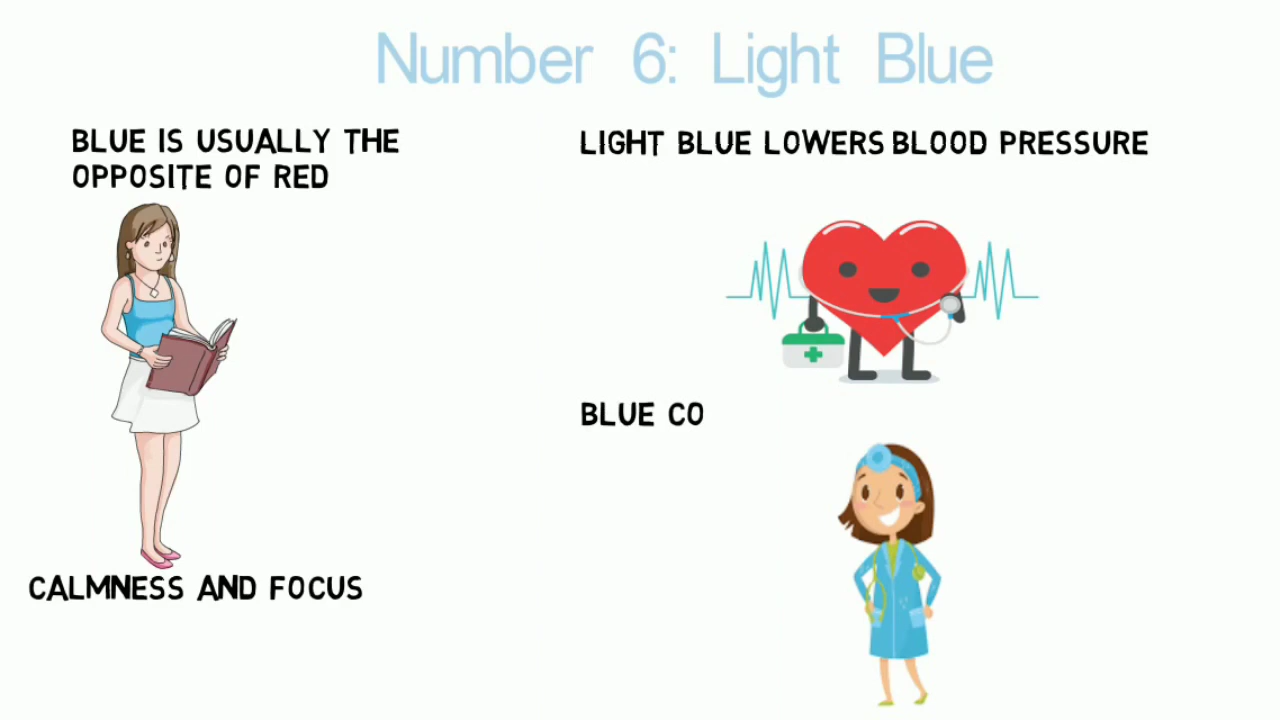 Number 6: Light Blue
BLUE IS USUALLY THE
OPPOSITE OF RED
CALMNESS AND FOCUS
LIGHT BLUE LOWERS BLOOD PRESSURE
BLUE CO